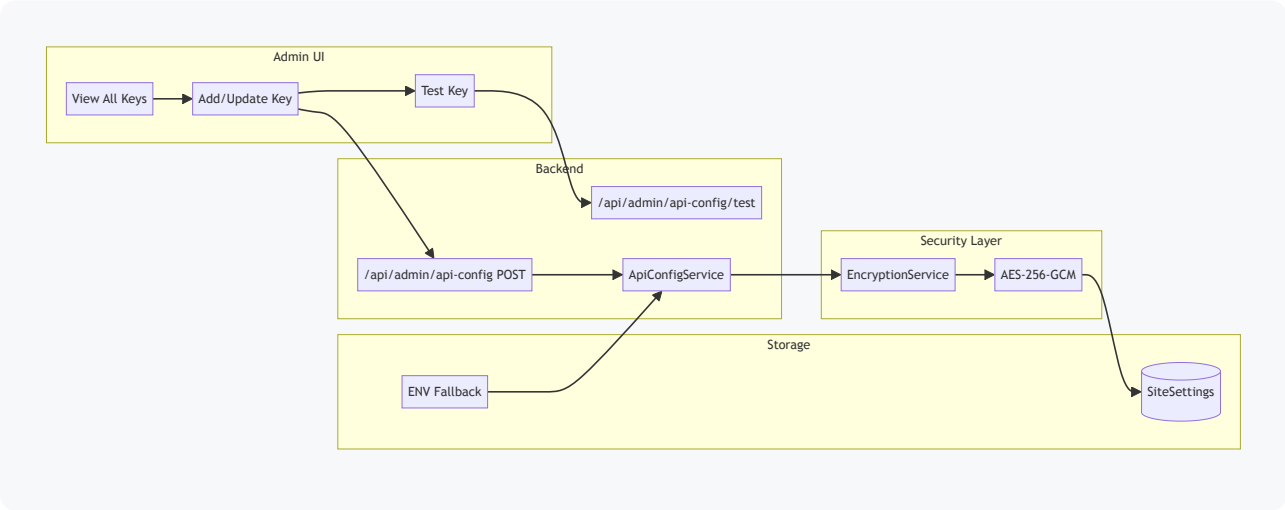 Admin UI
View All Keys
Add/Update Key
Test Key
Backend
/api/admin/api-config/test
/api/admin/api-config POST
ApiConfigService
Security Layer
EncryptionService
AES-256-GCM
Storage
ENV Fallback
SiteSettings